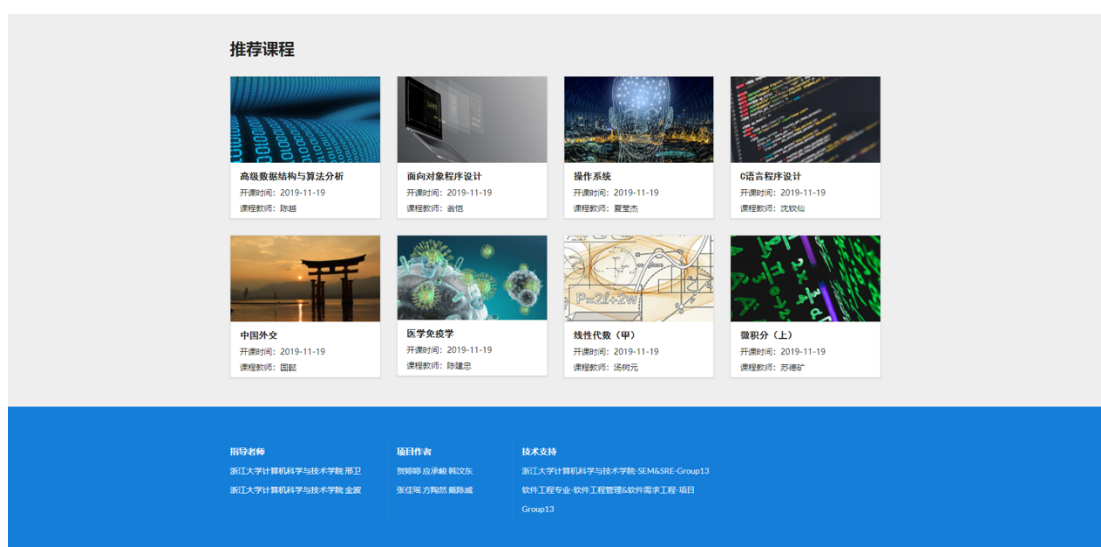 推荐课程
高级数据结构与算法分析
开课时间：2019-11-19
课程教师：陈越
面向对象程序设计
开课时间：2019-11-19
课程教师：翁恺
操作系统
开课时间：2019-11-19
课程教师：夏莹杰
C语言程序设计
开课时间：2019-11-19
课程教师：沈钦仙
中国外交
开课时间：2019-11-19
课程教师：国懿
医学免疫学
开课时间：2019-11-19
课程教师：陈建忠
P=2l+2w
线性代数（甲）
开课时间：2019-11-19
课程教师：汤树元
微积分（上）
开课时间：2019-11-19
课程教师：苏德矿
指导老师
浙江大学计算机科学与技术学院 邢卫
浙江大学计算机科学与技术学院 金波
项目作者
贺婷婷 应承峻 韩汶东
张佳瑶 方陶然 戴陈威
技术支持
浙江大学计算机科学与技术学院-SEM&SRE-Group13
软件工程专业-软件工程管理&软件需求工程-项目
Group13